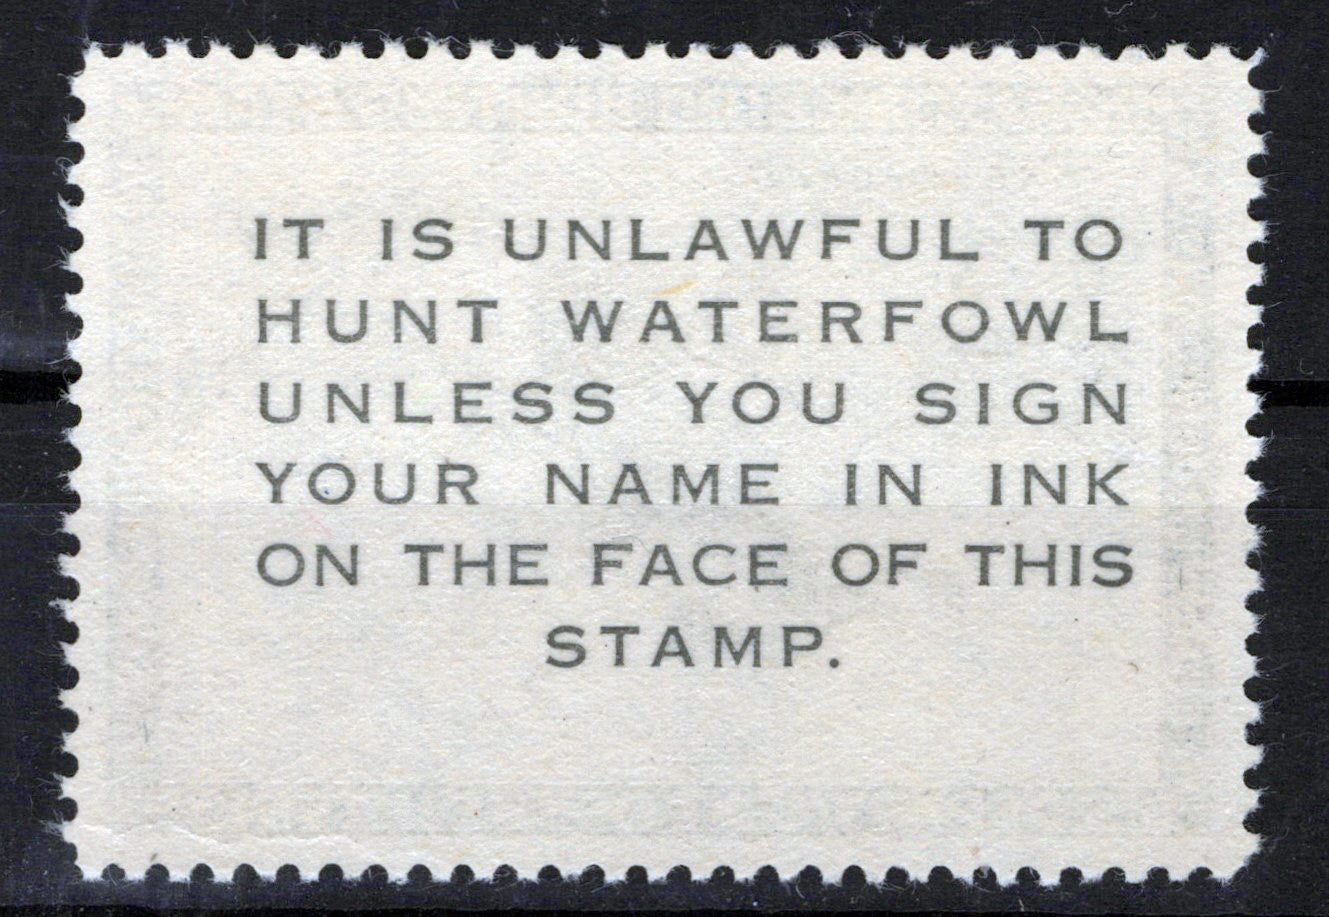 IT IS UNLAWFUL TO
HUNT WATERFOWL
UNLESS YOU SIGN
YOUR NAME IN INK
ON THE FACE OF THIS
STAMP.